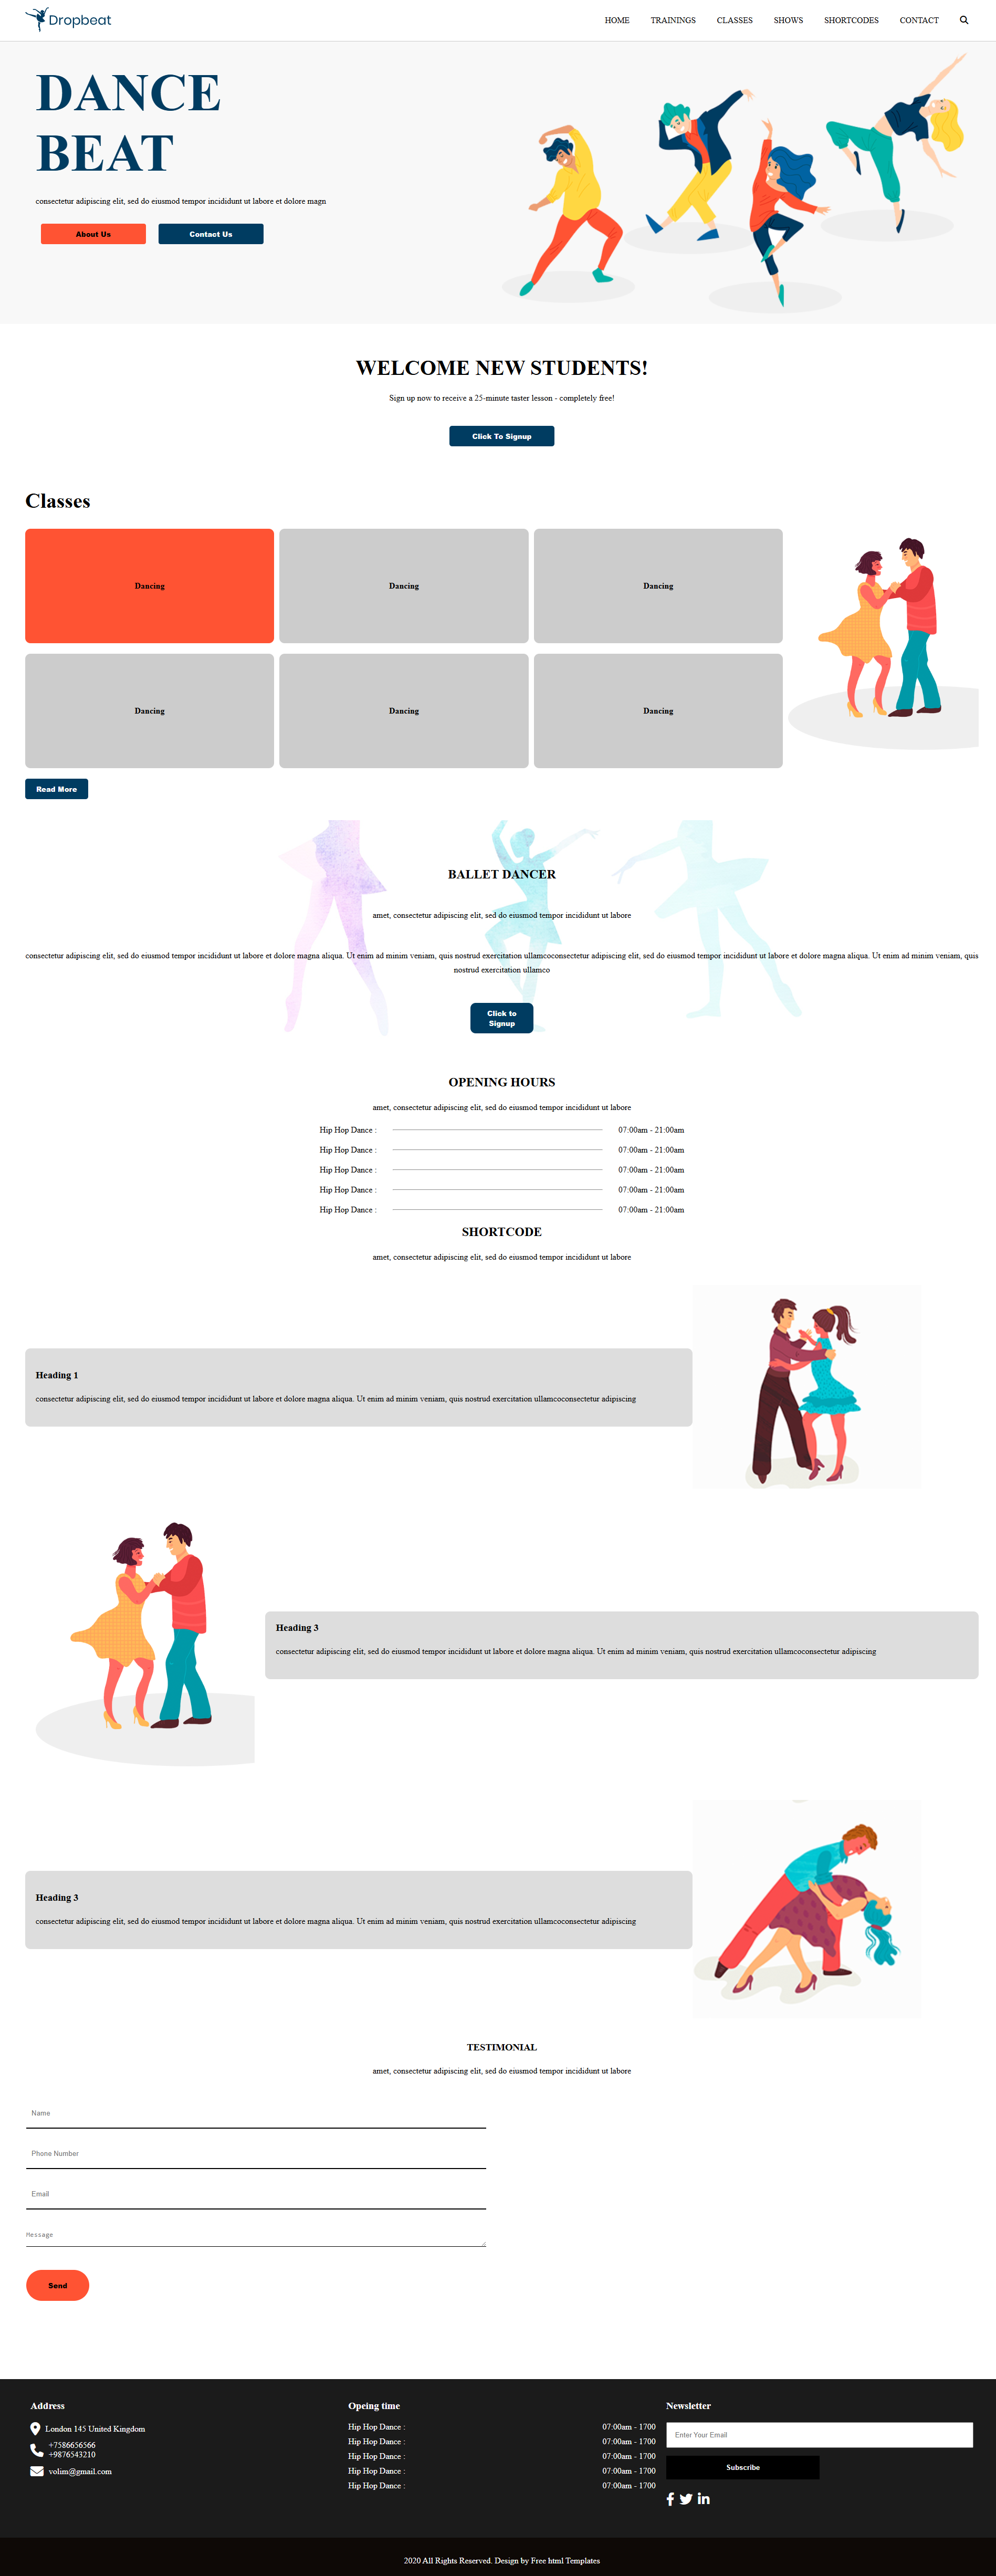 Dropbeat
HOME TRAININGS CLASSES SHOWS SHORTCODES CONTACT
DANCE
BEAT
consectetur adipiscing elit, sed do eiusmod tempor incididunt ut labore et dolore magn
About Us Contact Us
WELCOME NEW STUDENTS!
Sign up now to receive a 25-minute taster lesson - completely free!
Click To Signup
Classes
Dancing Dancing Dancing
Dancing Dancing Dancing
Read More
BALLET DANCER
amet, consectetur adipiscing elit, sed do eiusmod tempor incididunt ut labore
consectetur adipiscing elit, sed do eiusmod tempor incididunt ut labore et dolore magna aliqua. Ut enim ad minim veniam, quis nostrud exercitation ullamcoconsectetur adipiscing elit, sed do eiusmod tempor incididunt ut labore et dolore magna aliqua. Ut enim ad minim veniam, quis
nostrud exercitation ullamco
Click to
Signup
OPENING HOURS
amet, consectetur adipiscing elit, sed do eiusmod tempor incididunt ut labore
Hip Hop Dance : 07:00am - 21:00am
Hip Hop Dance : 07:00am - 21:00am
Hip Hop Dance : 07:00am - 21:00am
Hip Hop Dance : 07:00am - 21:00am
Hip Hop Dance : 07:00am - 21:00am
SHORTCODE
amet, consectetur adipiscing elit, sed do eiusmod tempor incididunt ut labore
Heading 1
consectetur adipiscing elit, sed do eiusmod tempor incididunt ut labore et dolore magna aliqua. Ut enim ad minim veniam, quis nostrud exercitation ullamcoconsectetur adipiscing
Heading 3
consectetur adipiscing elit, sed do eiusmod tempor incididunt ut labore et dolore magna aliqua. Ut enim ad minim veniam, quis nostrud exercitation ullamcoconsectetur adipiscing
Heading 3
consectetur adipiscing elit, sed do eiusmod tempor incididunt ut labore et dolore magna aliqua. Ut enim ad minim veniam, quis nostrud exercitation ullamcoconsectetur adipiscing
TESTIMONIAL
amet, consectetur adipiscing elit, sed do eiusmod tempor incididunt ut labore
Name
Phone Number
Email
Message
Send
Address
London 145 United Kingdom
+7586656566
+9876543210
volim@gmail.com
Opeing time
Hip Hop Dance : 07:00am - 1700
Hip Hop Dance : 07:00am - 1700
Hip Hop Dance : 07:00am - 1700
Hip Hop Dance : 07:00am - 1700
Hip Hop Dance : 07:00am - 1700
Newsletter
Enter Your Email
Subscribe
2020 All Rights Reserved. Design by Free html Templates